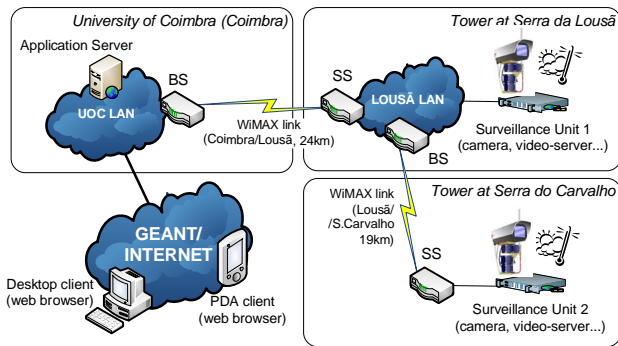 University of Coimbra (Coimbra)
Application Server
BS
UOC LAN
WiMAX link
(Coimbra/Lousã, 24km)
Tower at Serra da Lousã
SS
LOUSÃ LAN
BS
Surveillance Unit 1
(camera, video-server...)
GEANT/
INTERNET
Desktop client
(web browser)
PDA client
(web browser)
WiMAX link
(Lousã/
/S.Carvalho
19km)
Tower at Serra do Carvalho
SS
Surveillance Unit 2
(camera, video-server...)